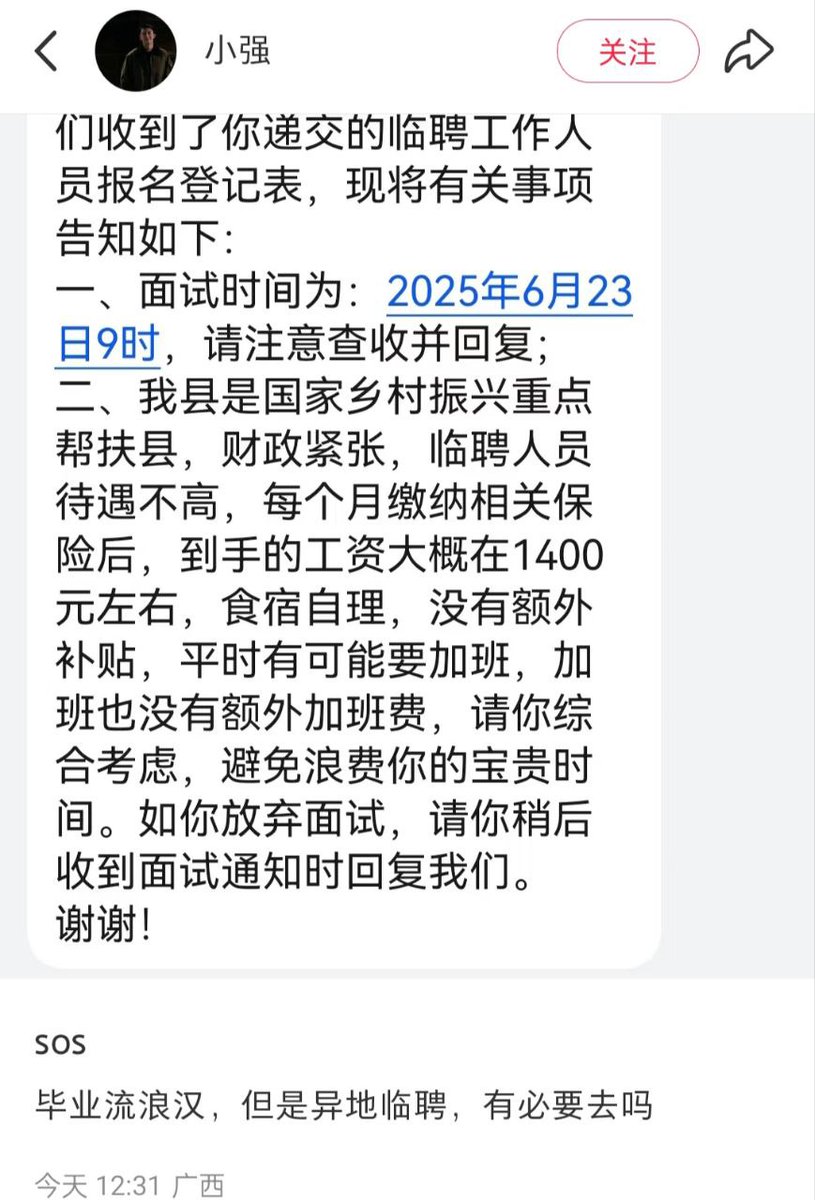 小强
关注
们收到了你递交的临聘工作人
员报名登记表，现将有关事项
告知如下：
一、面试时间为：2025年6月23
日9时，请注意查收并回复；
二、我县是国家乡村振兴重点
帮扶县，财政紧张，临聘人员
待遇不高，每个月缴纳相关保
险后，到手的工资大概在1400
元左右，食宿自理，没有额外
补贴，平时有可能要加班，加
班也没有额外加班费，请你综
合考虑，避免浪费你的宝贵时
间。如你放弃面试，请你稍后
收到面试通知时回复我们。
谢谢！
sos
毕业流浪汉，但是异地临聘，有必要去吗
今天 12:31 广西